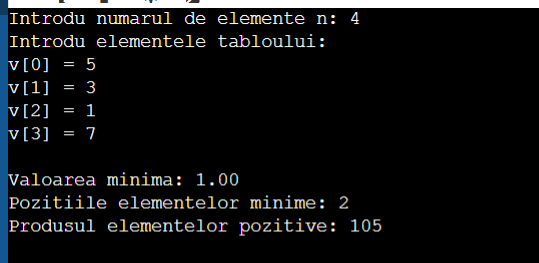 Introdu numarul de elemente n: 4
Introdu elementele tabloului:
v[0] = 5
v[1] = 3
v[2] = 1
v[3] = 7
Valoarea minima: 1.00
Pozitiile elementelor minime: 2
Produsul elementelor pozitive: 105